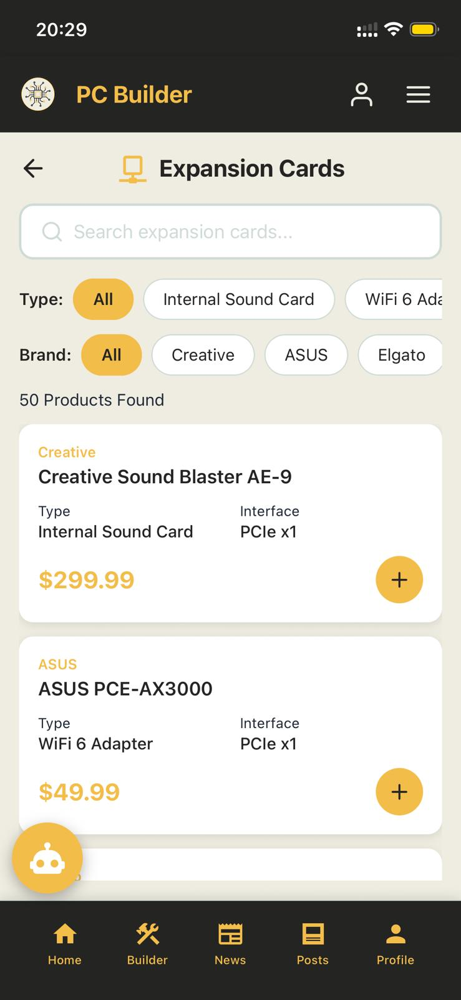 20:29
PC Builder
Expansion Cards
Search expansion cards...
Type: All Internal Sound Card WiFi 6 Ada
Brand: All Creative ASUS Elgato
50 Products Found
Creative
Creative Sound Blaster AE-9
Type Interface
Internal Sound Card PCIe x1
$299.99
ASUS
ASUS PCE-AX3000
Type Interface
WiFi 6 Adapter PCIe x1
$49.99
Home Builder News Posts Profile